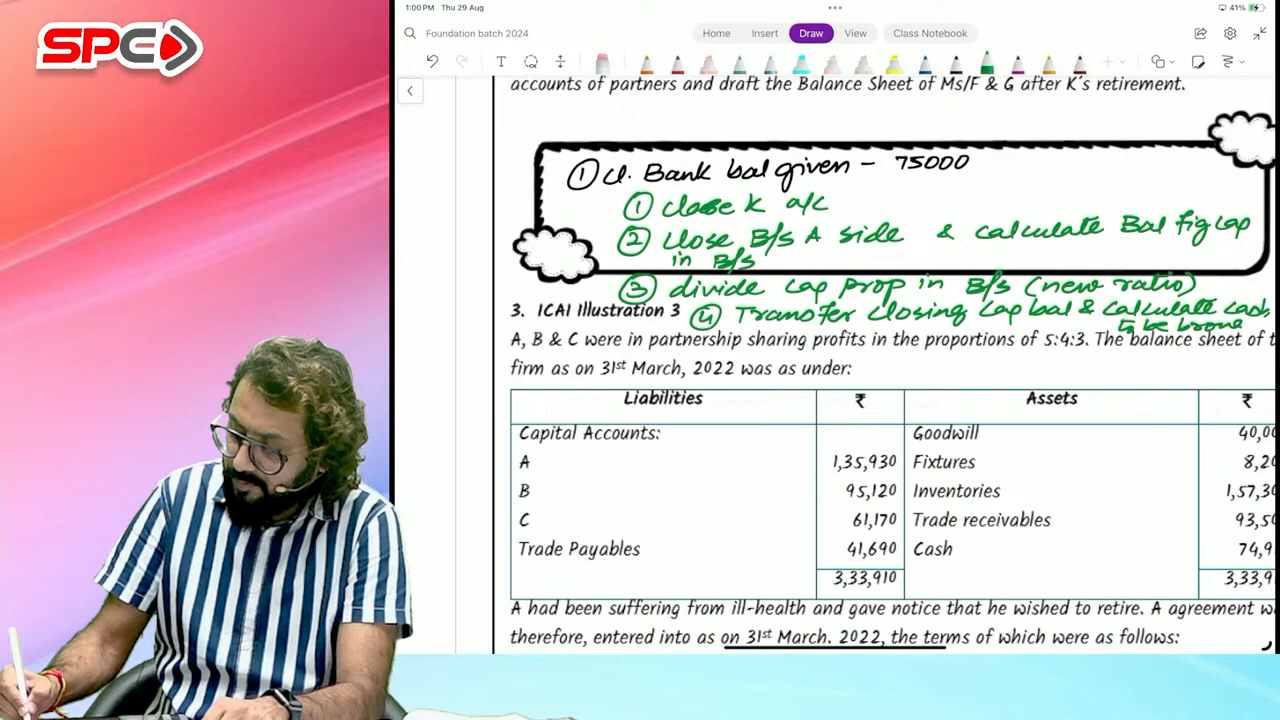 SPC
1:00 PM Thu 29 Aug
41%
Foundation batch 2024
Home Insert Draw View Class Notebook
accounts of partners and draft the Balance Sheet of Ms/F & G after K's retirement.
① Cl. Bank bal given - 75000
① close K a/c
② close B/s A side & calculate Bal fig cap
in B/s
③ divide cap prop in B/s (new ratio)
3. ICAI Illustration 3
④ Transfer closing cap bal & calculate cash
to be
A, B & C were in partnership sharing profits in the proportions of 5:4:3. The balance sheet of t
firm as on 31st March, 2022 was as under:
Liabilities ₹ Assets ₹
Capital Accounts: Goodwill 40,00
A 1,35,930 Fixtures 8,20
B 95,120 Inventories 1,57,30
C 61,170 Trade receivables 93,50
Trade Payables 41,690 Cash 74,9
3,33,910 3,33,9
A had been suffering from ill-health and gave notice that he wished to retire. A agreement w
therefore, entered into as on 31st March. 2022, the terms of which were as follows: